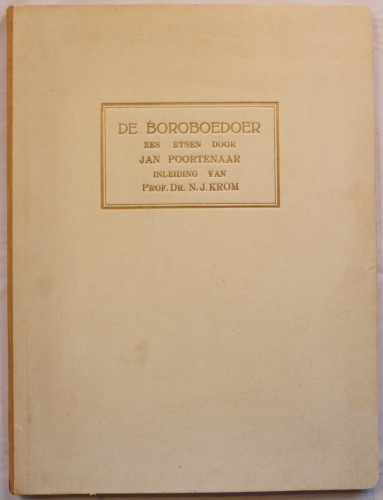 DE BOROBOEDOER
ZES ETSEN DOOR
JAN POORTENAAR
INLEIDING VAN
PROF. DR. N. J. KROM